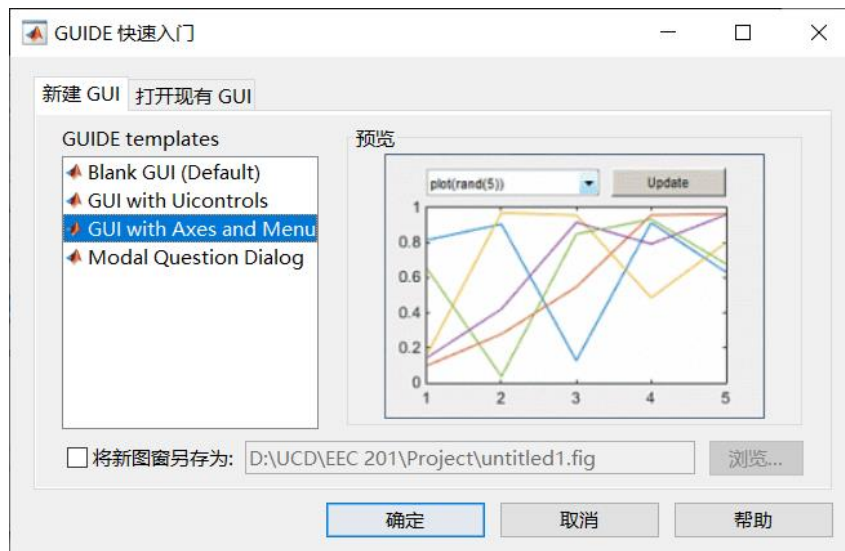 GUIDE 快速入门
新建 GUI
打开现有 GUI
GUIDE templates
Blank GUI (Default)
GUI with Uicontrols
GUI with Axes and Menu
Modal Question Dialog
预览
plot(rand(5))
Update
1
0.8
0.6
0.4
0.2
0
1 2 3 4 5
将新图窗另存为:
D:\UCD\EEC 201\Project\untitled1.fig
浏览...
确定
取消
帮助